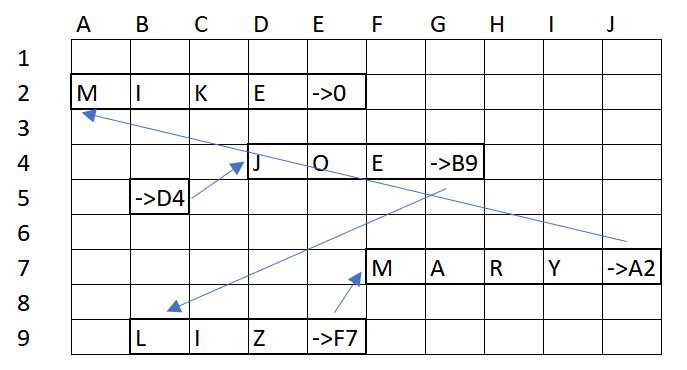 A B C D E F G H I J
1
2 M I K E ->0
3
4 J O E ->B9
5 ->D4
6
7 M A R Y ->A2
8
9 L I Z ->F7